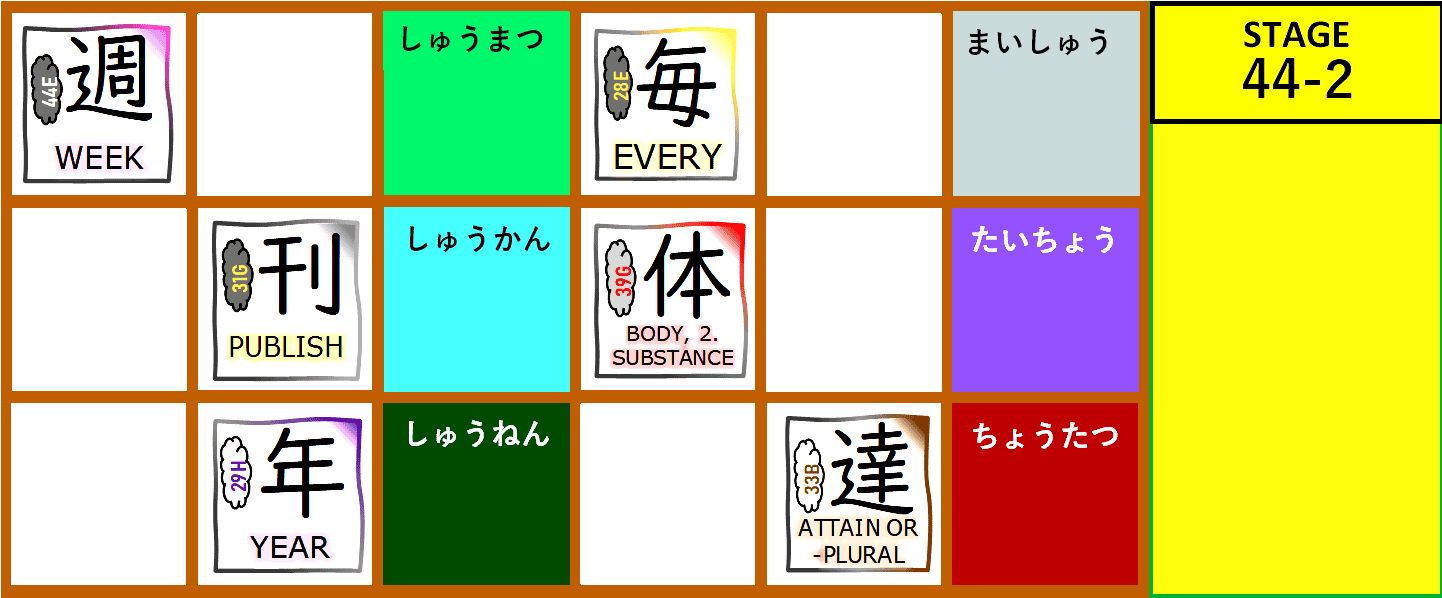 44E
週
WEEK
しゅうまつ
28E
毎
EVERY
まいしゅう
STAGE
44-2
31G
刊
PUBLISH
しゅうかん
39G
体
BODY, 2.
SUBSTANCE
たいちょう
29H
年
YEAR
しゅうねん
33B
達
ATTAIN OR
-PLURAL
ちょうたつ